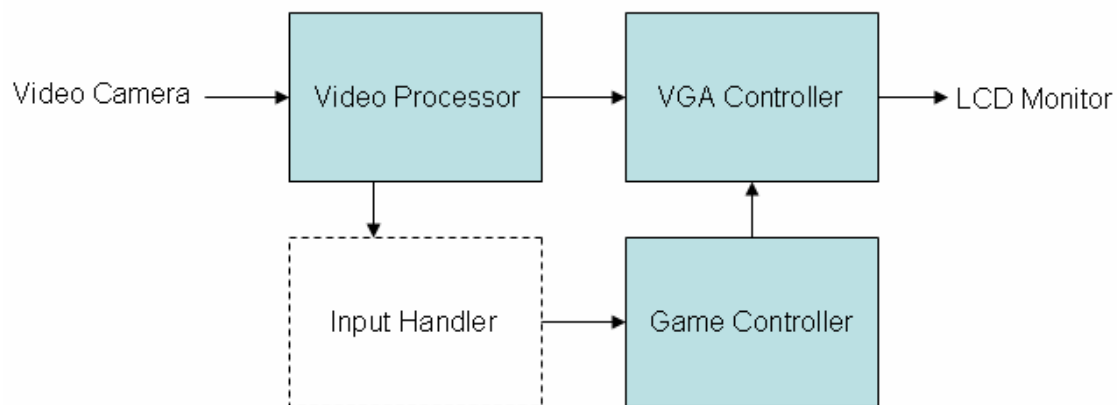 Video Camera
Video Processor
VGA Controller
LCD Monitor
Input Handler
Game Controller